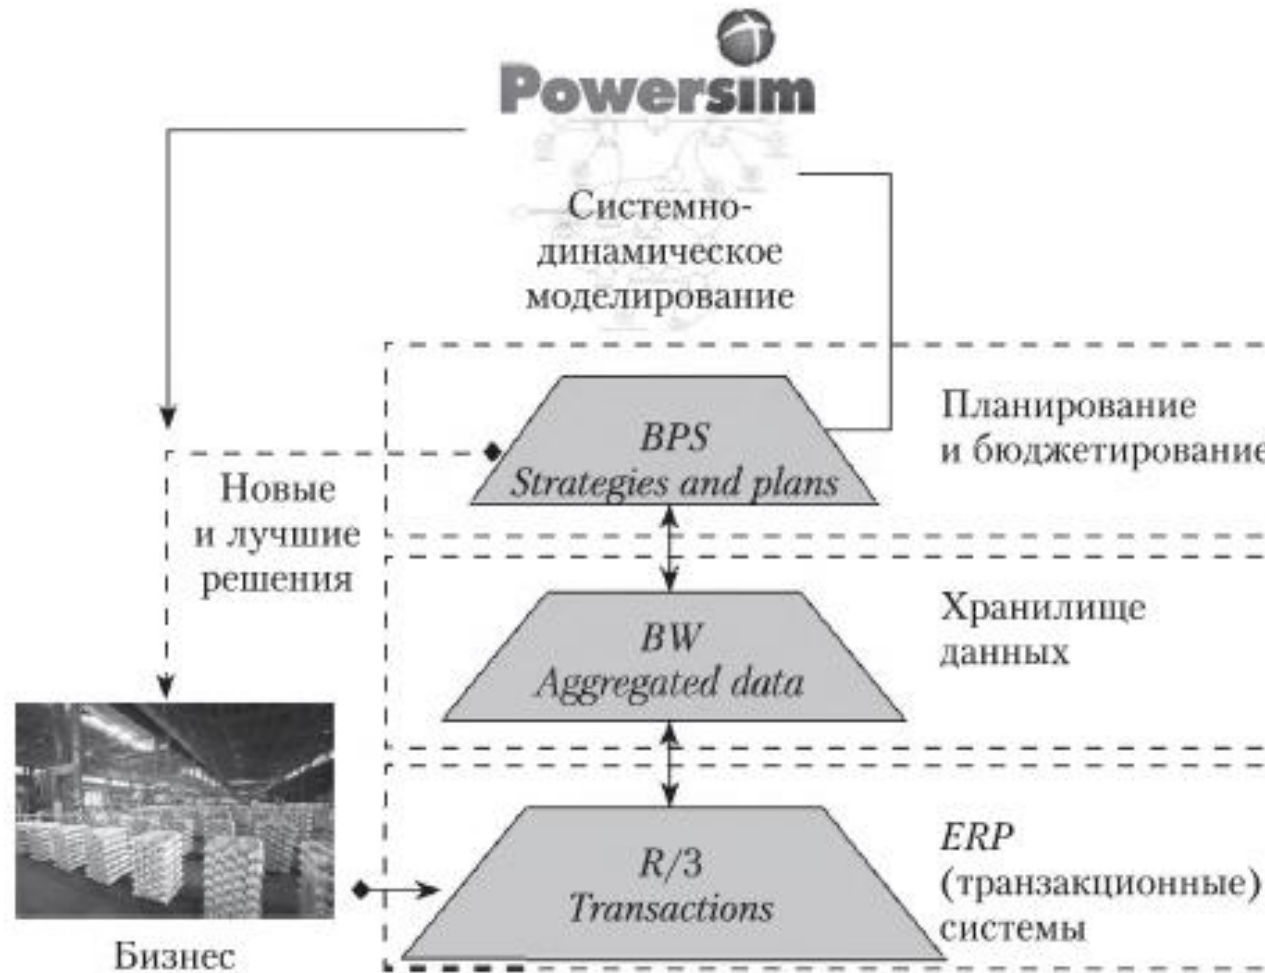 Powersim
Системно-
динамическое
моделирование
BPS
Strategies and plans
Планирование
и бюджетирование
Новые
и лучшие
решения
BW
Aggregated data
Хранилище
данных
R/3
Transactions
ERP
(транзакционные)
системы
Бизнес